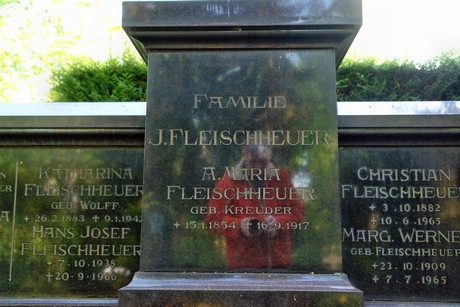 FAMILIE
J. FLEISCHHEUER
A. MARIA
FLEISCHHEUER
GEB. KREUDER
* 15.1.1854 + 16.9.1917
KATHARINA
FLEISCHHEUER
GEB. WOLFF
* 26.2.1883 + 9.1.1942
HANS JOSEF
FLEISCHHEUER
* 7.10.1938
+ 20.9.1966
CHRISTIAN
FLEISCHHEUER
* 3.10.1882
+ 10.6.1965
MARG. WERNE
GEB. FLEISCHHEUER
* 23.10.1909
+ 7.7.1965